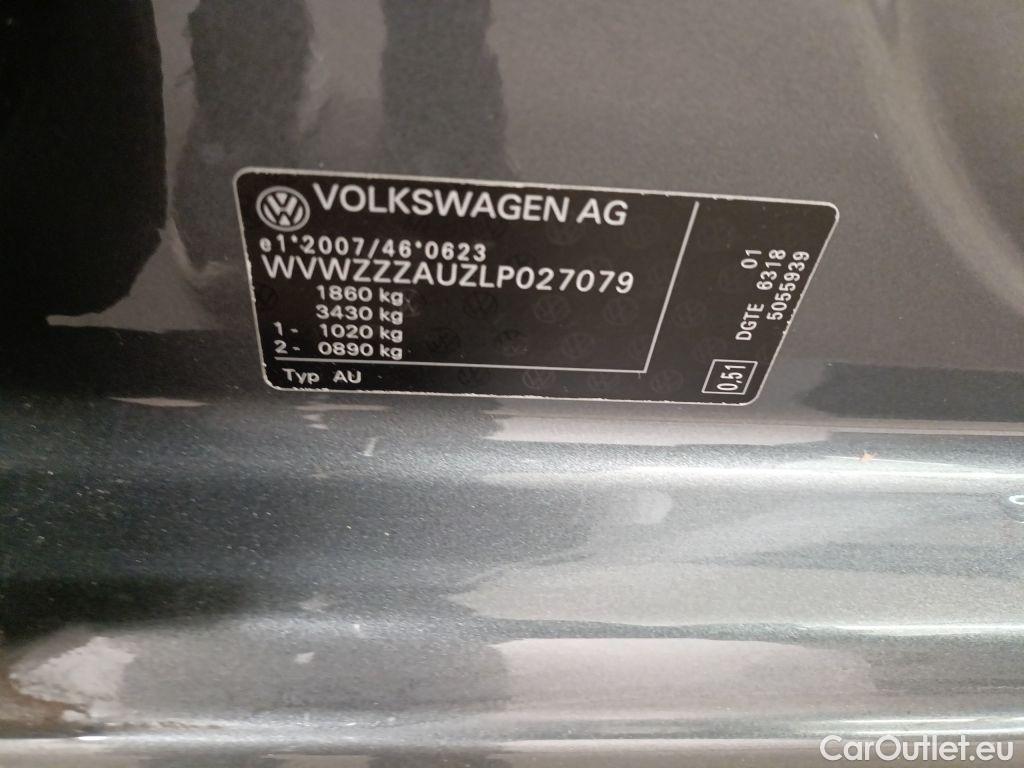 VOLKSWAGEN AG
e1*2007/46*0623
WVWZZZAUZLP027079
1860 kg
3430 kg
1- 1020 kg
2- 0890 kg
Typ AU
01
DGTE 6318
5055939
0,51
CarOutlet.eu